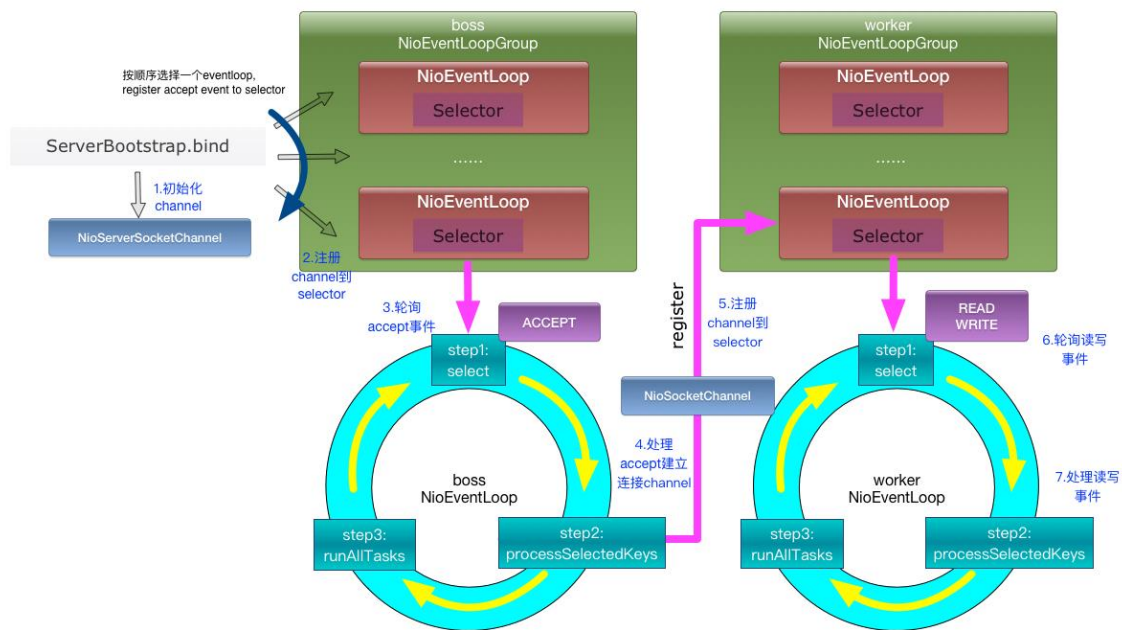 boss
NioEventLoopGroup
NioEventLoop
Selector
......
NioEventLoop
Selector
worker
NioEventLoopGroup
NioEventLoop
Selector
......
NioEventLoop
Selector
按顺序选择一个eventloop,
register accept event to selector
ServerBootstrap.bind
1.初始化
channel
NioServerSocketChannel
2.注册
channel到
selector
3.轮询
accept事件
ACCEPT
step1:
select
boss
NioEventLoop
step2:
processSelectedKeys
step3:
runAllTasks
4.处理
accept建立
连接channel
NioSocketChannel
register
5.注册
channel到
selector
READ
WRITE
step1:
select
6.轮询读写
事件
worker
NioEventLoop
7.处理读写
事件
step2:
processSelectedKeys
step3:
runAllTasks